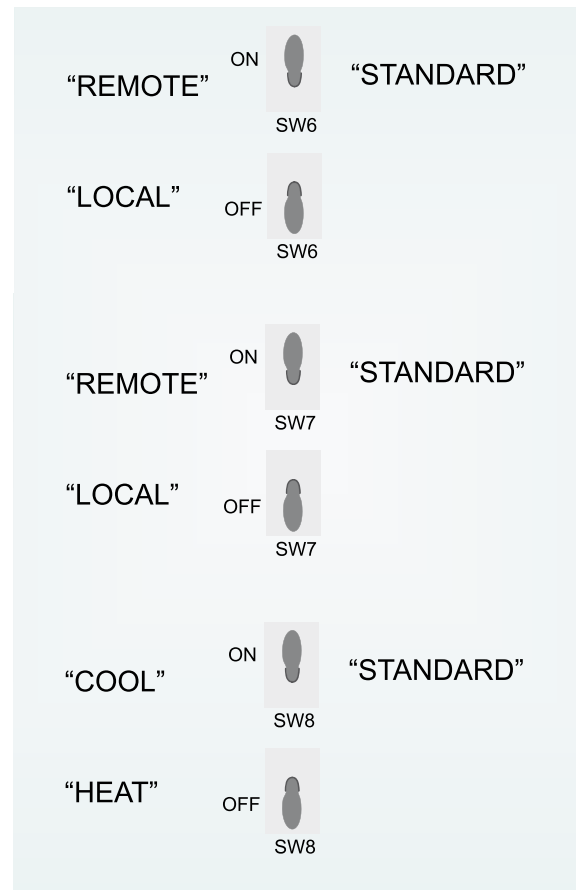 ON
“REMOTE” “STANDARD”
SW6
“LOCAL” OFF
SW6
ON
“REMOTE” “STANDARD”
SW7
“LOCAL” OFF
SW7
ON
“COOL” “STANDARD”
SW8
“HEAT” OFF
SW8